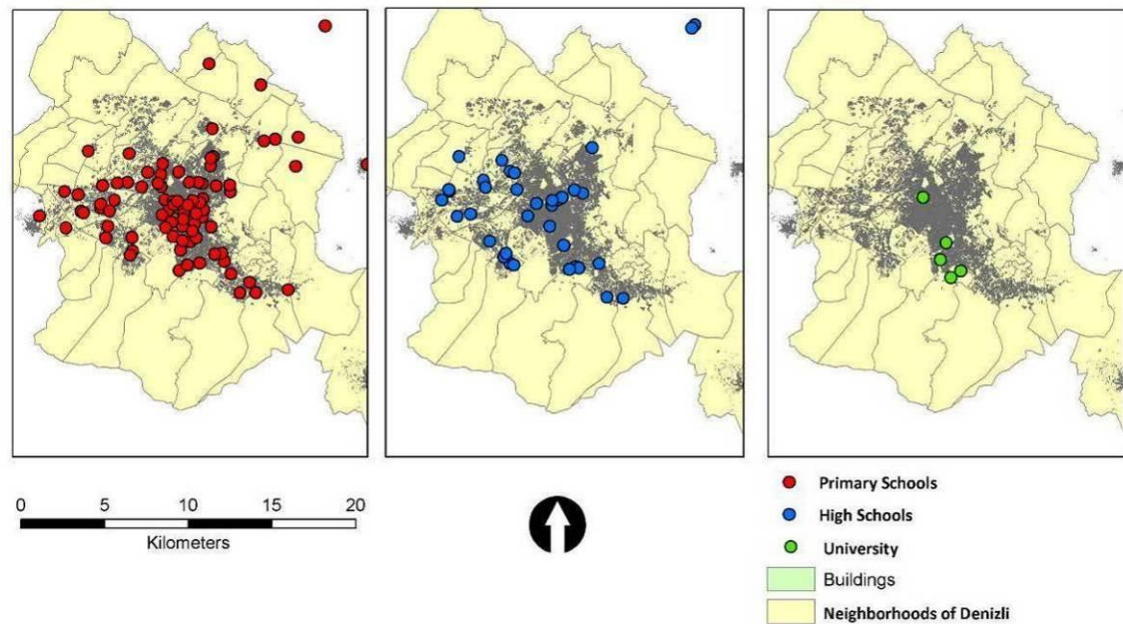 0 5 10 15 20
Kilometers
Primary Schools
High Schools
University
Buildings
Neighborhoods of Denizli